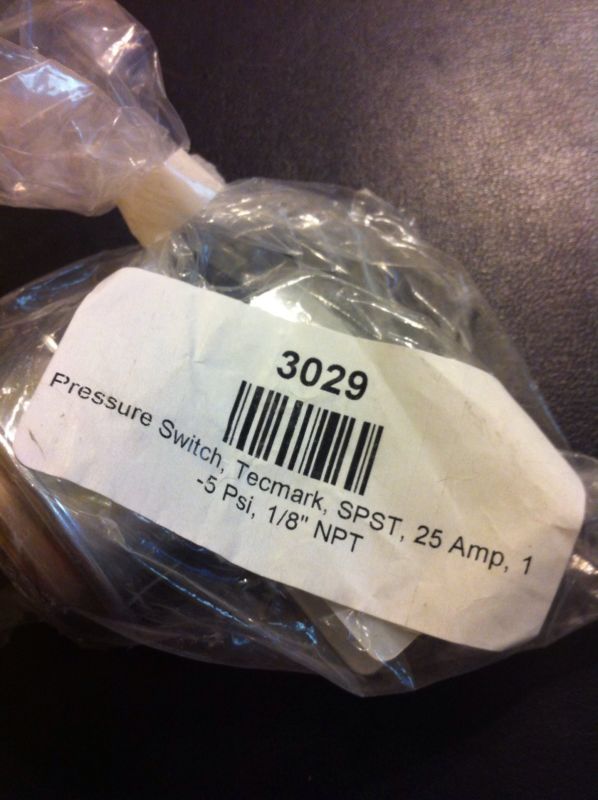 3029
Pressure Switch, Tecmark, SPST, 25 Amp, 1
-5 Psi, 1/8" NPT